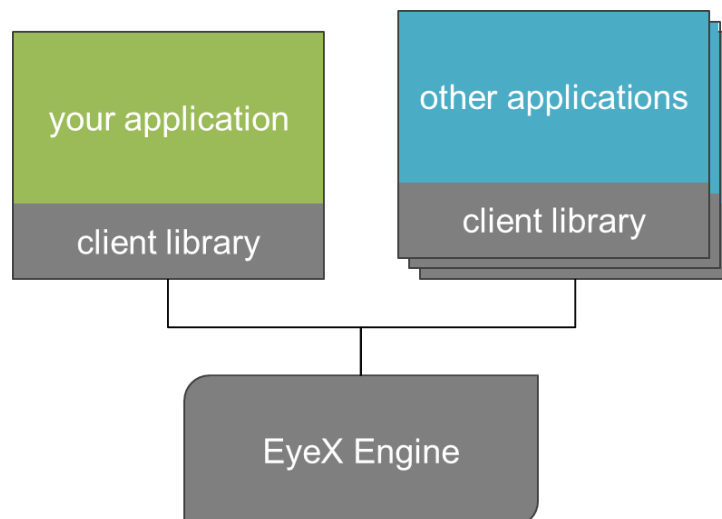 your application
client library
other applications
client library
EyeX Engine